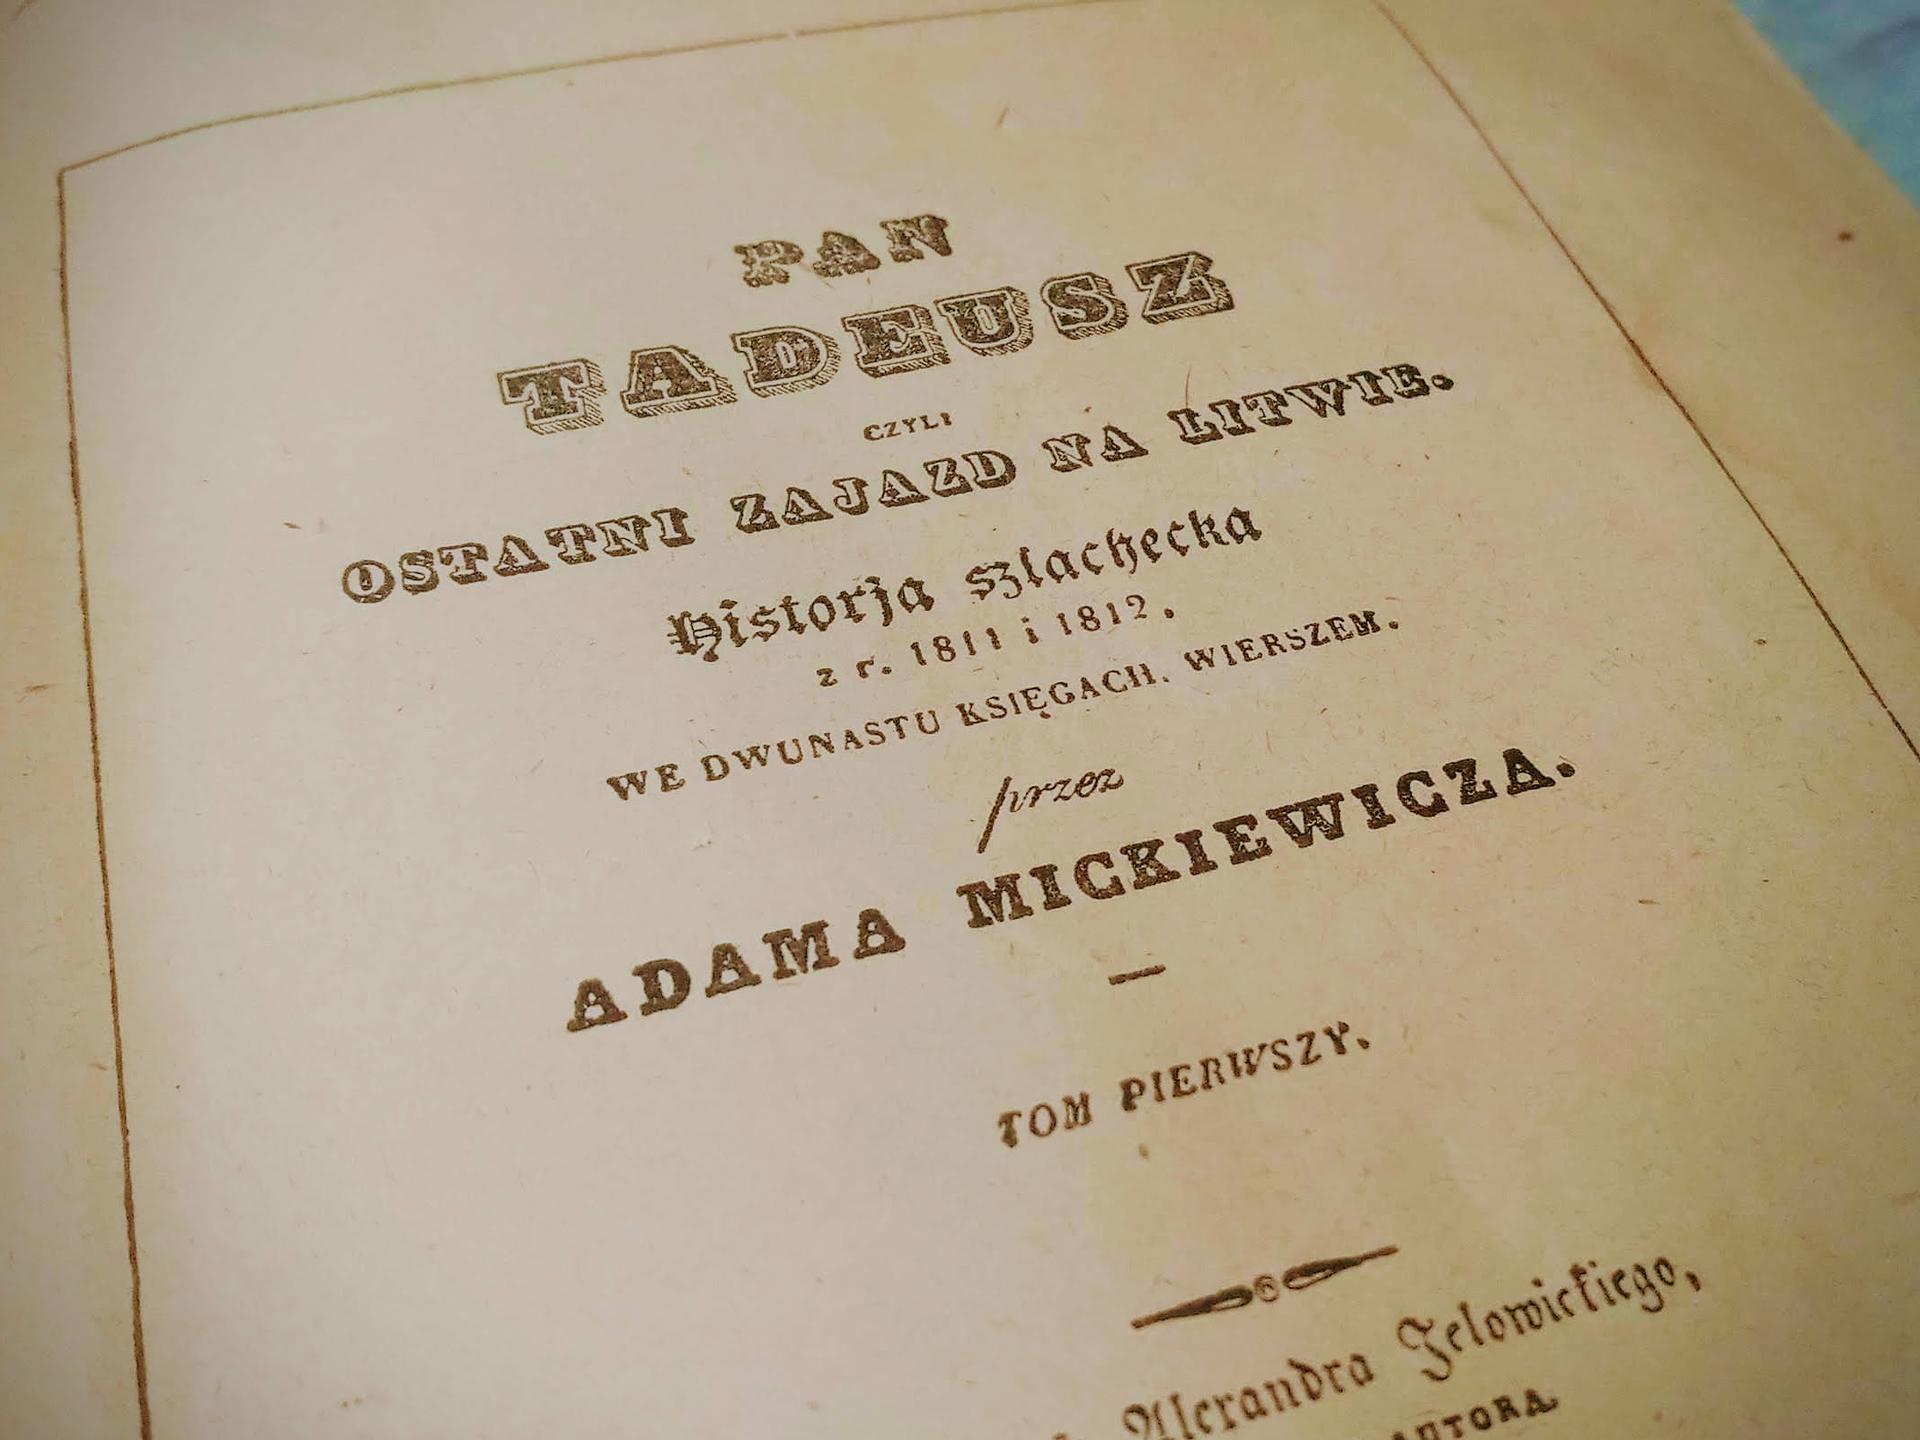 PAN
TADEUSZ
CZYLI
OSTATNI ZAJAZD NA LITWIE.
Historja szlachecka
z r. 1811 i 1812,
WE DWUNASTU KSIĘGACH, WIERSZEM,
przez
ADAMA MICKIEWICZA.
TOM PIERWSZY.
Alexandra Jelowickiego,